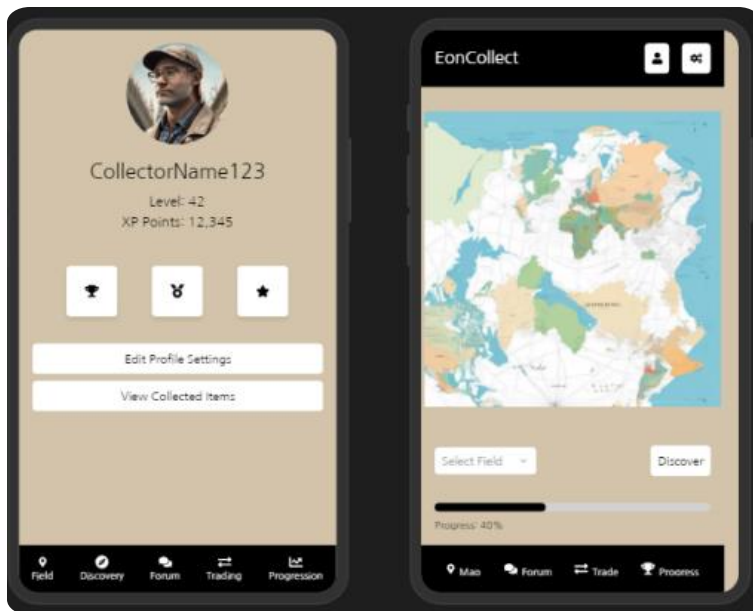 CollectorName123
Level: 42
XP Points: 12,345
Edit Profile Settings
View Collected Items
Field Discovery Forum Trading Progression
EonCollect
Select Field
Discover
Progress: 40%
Map Forum Trade Progress